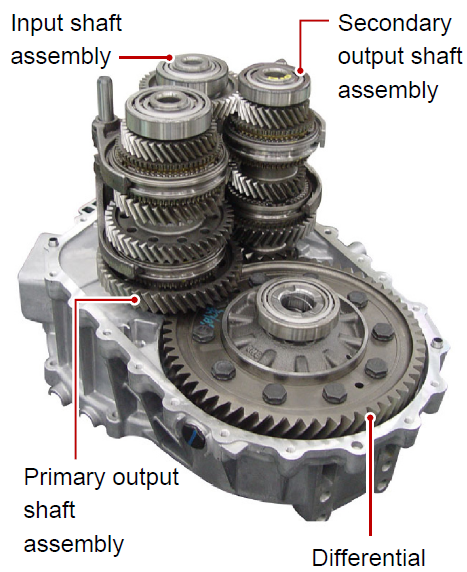 Input shaft
assembly
Secondary
output shaft
assembly
Primary output
shaft
assembly
Differential